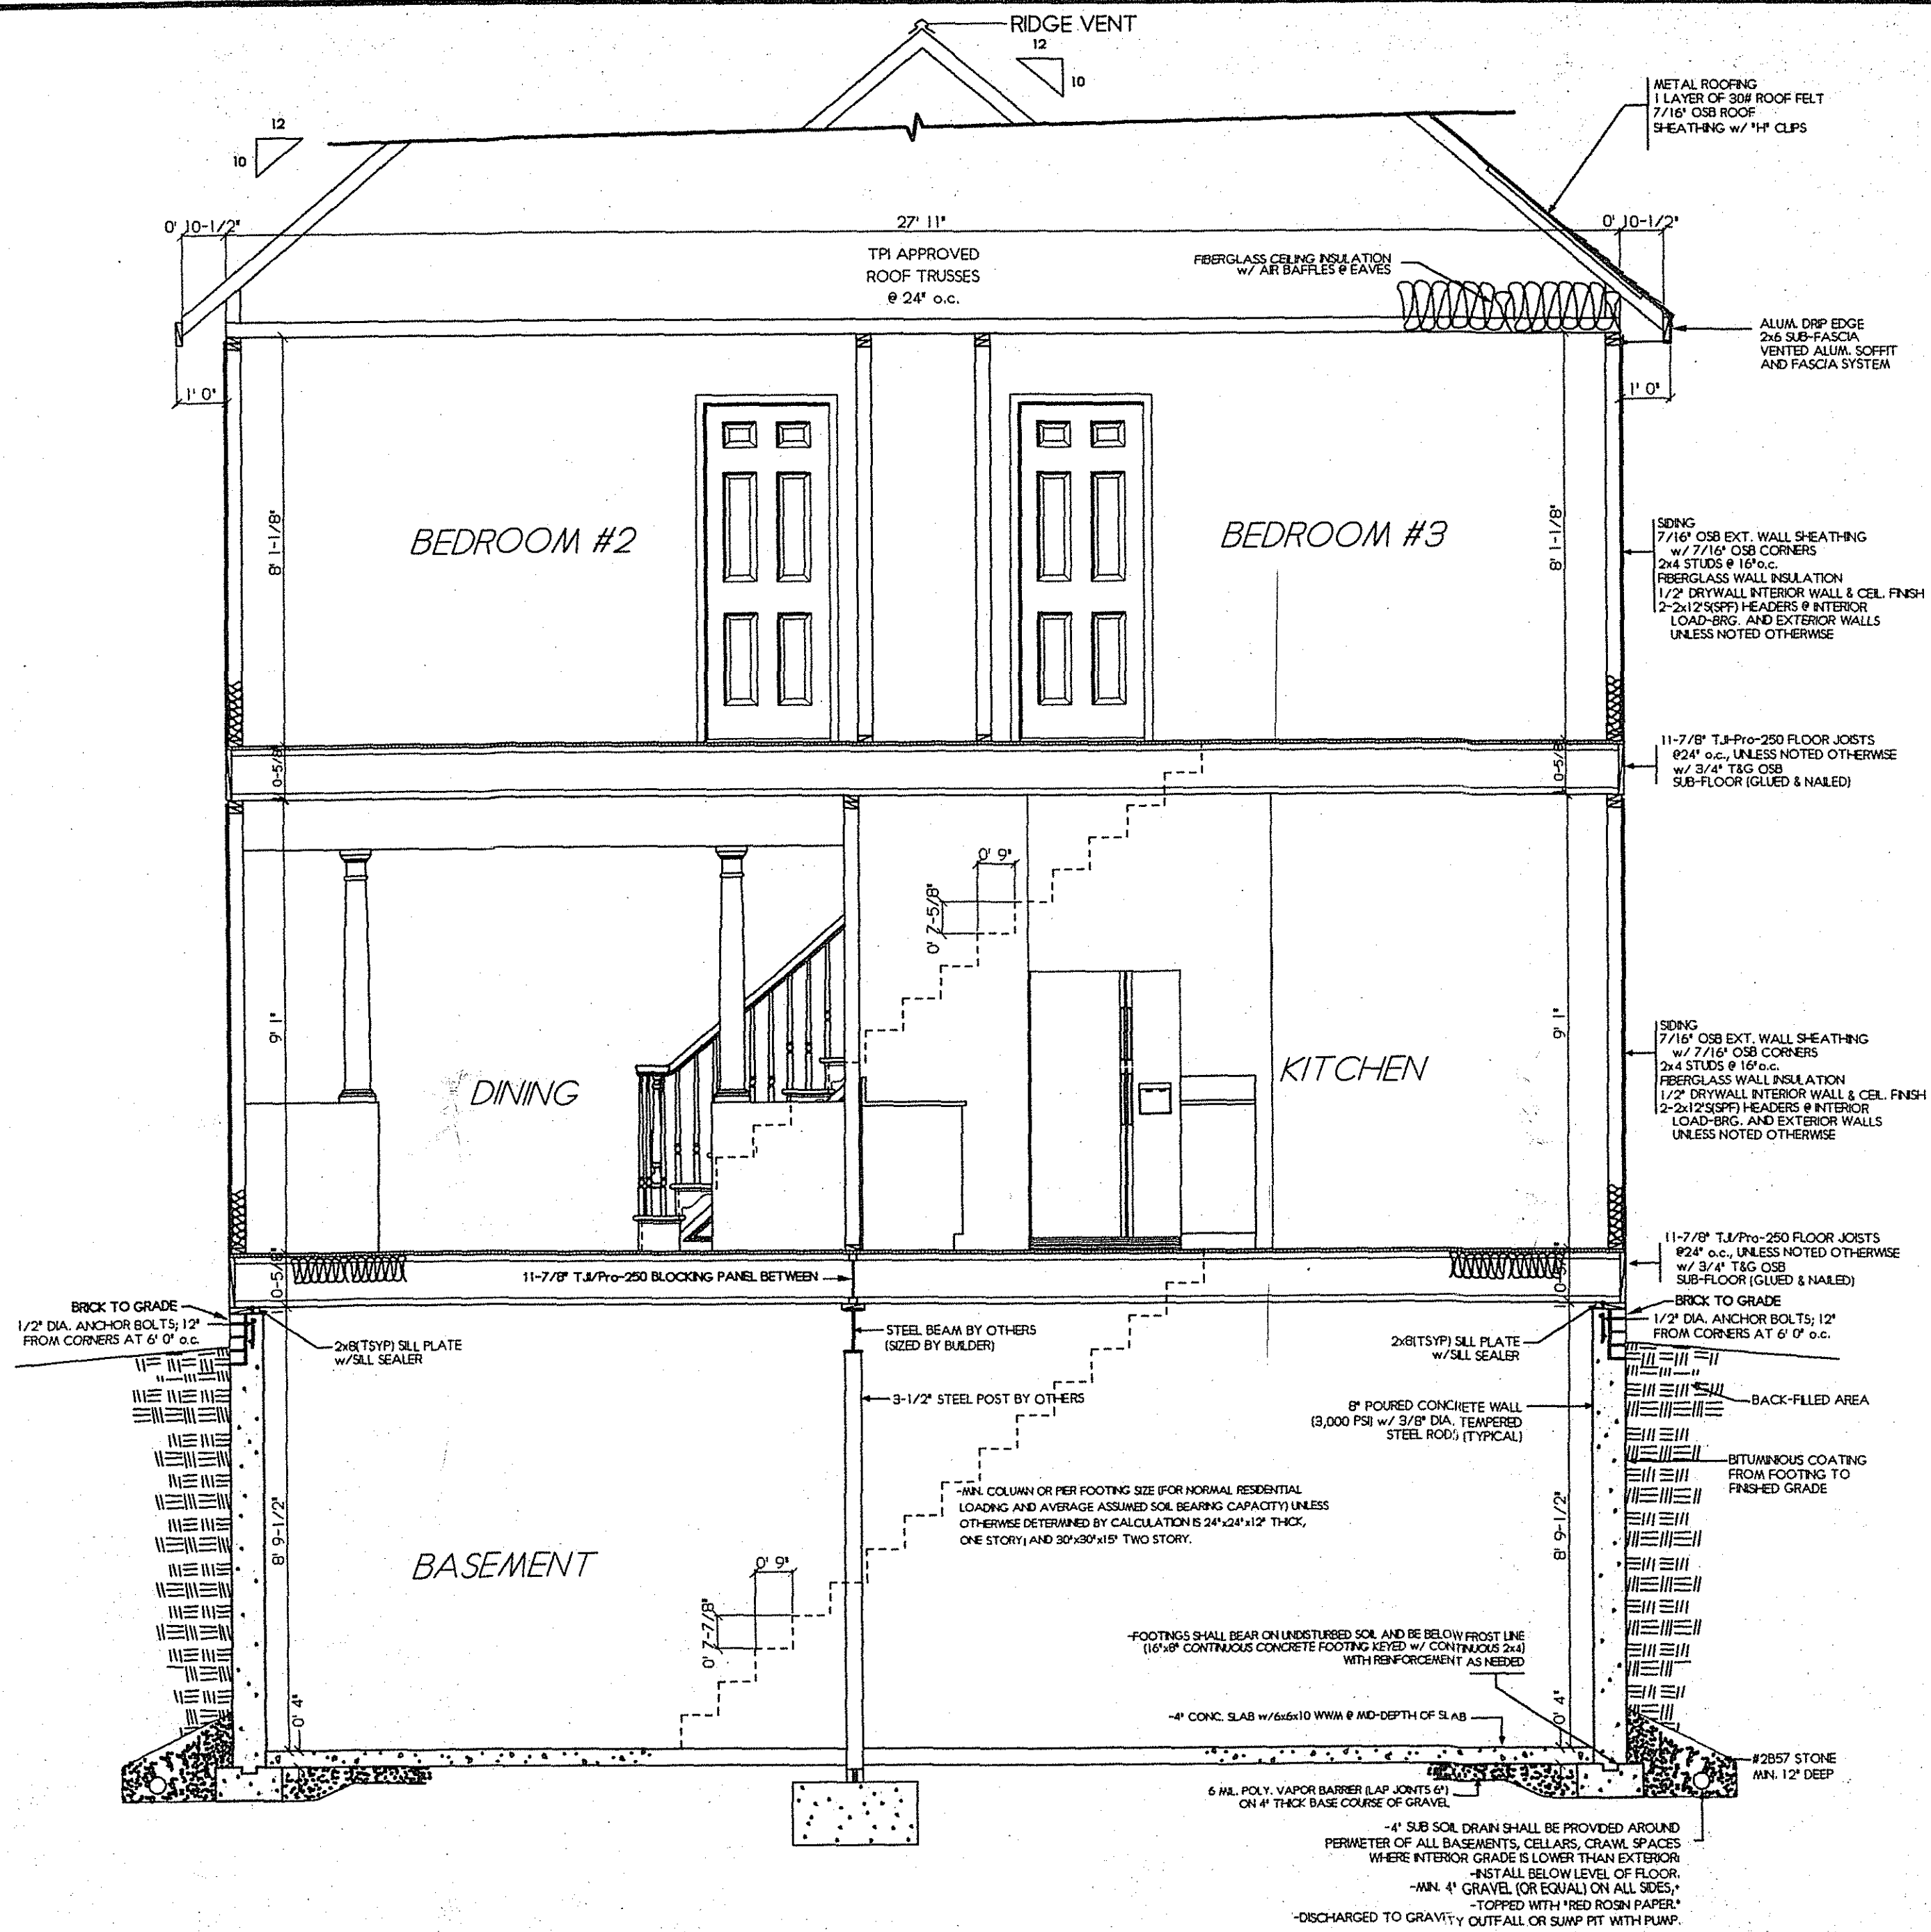 RIDGE VENT
12
10
12
10
METAL ROOFING
1 LAYER OF 30# ROOF FELT
7/16" OSB ROOF
SHEATHING w/ "H" CLIPS
0' 10-1/2"
27' 11"
0' 10-1/2"
TPI APPROVED
ROOF TRUSSES
@ 24" o.c.
FIBERGLASS CEILING INSULATION
w/ AIR BAFFLES @ EAVES
ALUM. DRIP EDGE
2x6 SUB-FASCIA
VENTED ALUM. SOFFIT
AND FASCIA SYSTEM
1' 0"
1' 0"
8' 1-1/8"
BEDROOM #2
BEDROOM #3
8' 1-1/8"
SIDING
7/16" OSB EXT. WALL SHEATHING
w/ 7/16" OSB CORNERS
2x4 STUDS @ 16"o.c.
FIBERGLASS WALL INSULATION
1/2" DRYWALL INTERIOR WALL & CEIL. FINISH
2-2x12'S(SPF) HEADERS @ INTERIOR
LOAD-BRG. AND EXTERIOR WALLS
UNLESS NOTED OTHERWISE
11-7/8" TJI-Pro-250 FLOOR JOISTS
@24" o.c., UNLESS NOTED OTHERWISE
w/ 3/4" T&G OSB
SUB-FLOOR (GLUED & NAILED)
0' 9"
0' 7-5/8"
9' 1"
DINING
KITCHEN
9' 1"
SIDING
7/16" OSB EXT. WALL SHEATHING
w/ 7/16" OSB CORNERS
2x4 STUDS @ 16"o.c.
FIBERGLASS WALL INSULATION
1/2" DRYWALL INTERIOR WALL & CEIL. FINISH
2-2x12'S(SPF) HEADERS @ INTERIOR
LOAD-BRG. AND EXTERIOR WALLS
UNLESS NOTED OTHERWISE
11-7/8" TJI/Pro-250 FLOOR JOISTS
@24" o.c., UNLESS NOTED OTHERWISE
w/ 3/4" T&G OSB
SUB-FLOOR (GLUED & NAILED)
11-7/8" TJI/Pro-250 BLOCKING PANEL BETWEEN
BRICK TO GRADE
1/2" DIA. ANCHOR BOLTS; 12"
FROM CORNERS AT 6' 0" o.c.
2x8(TSYP) SILL PLATE
w/SILL SEALER
STEEL BEAM BY OTHERS
(SIZED BY BUILDER)
2x8(TSYP) SILL PLATE
w/SILL SEALER
BRICK TO GRADE
1/2" DIA. ANCHOR BOLTS; 12"
FROM CORNERS AT 6' 0" o.c.
3-1/2" STEEL POST BY OTHERS
8" POURED CONCRETE WALL
(3,000 PSI) w/ 3/8" DIA. TEMPERED
STEEL RODS (TYPICAL)
BACK-FILLED AREA
BITUMINIOUS COATING
FROM FOOTING TO
FINISHED GRADE
8' 9-1/2"
-MIN. COLUMN OR PIER FOOTING SIZE (FOR NORMAL RESIDENTIAL
LOADING AND AVERAGE ASSUMED SOIL BEARING CAPACITY) UNLESS
OTHERWISE DETERMINED BY CALCULATION IS 24"x24"x12" THICK,
ONE STORY; AND 30"x30"x15" TWO STORY.
8' 9-1/2"
BASEMENT
0' 9"
0' 7-7/8"
-FOOTINGS SHALL BEAR ON UNDISTURBED SOIL AND BE BELOW FROST LINE
(16"x8" CONTINUOUS CONCRETE FOOTING KEYED w/ CONTINUOUS 2x4)
WITH REINFORCEMENT AS NEEDED
0' 4"
-4" CONC. SLAB w/6x6x10 WWM @ MID-DEPTH OF SLAB
0' 4"
#2B57 STONE
MIN. 12" DEEP
6 MIL. POLY. VAPOR BARRIER (LAP JOINTS 6")
ON 4" THICK BASE COURSE OF GRAVEL
-4" SUB SOIL DRAIN SHALL BE PROVIDED AROUND
PERIMETER OF ALL BASEMENTS, CELLARS, CRAWL SPACES
WHERE INTERIOR GRADE IS LOWER THAN EXTERIOR:
-INSTALL BELOW LEVEL OF FLOOR.
-MIN. 4" GRAVEL (OR EQUAL) ON ALL SIDES,"
-TOPPED WITH "RED ROSIN PAPER."
-DISCHARGED TO GRAVITY OUTFALL OR SUMP PIT WITH PUMP.